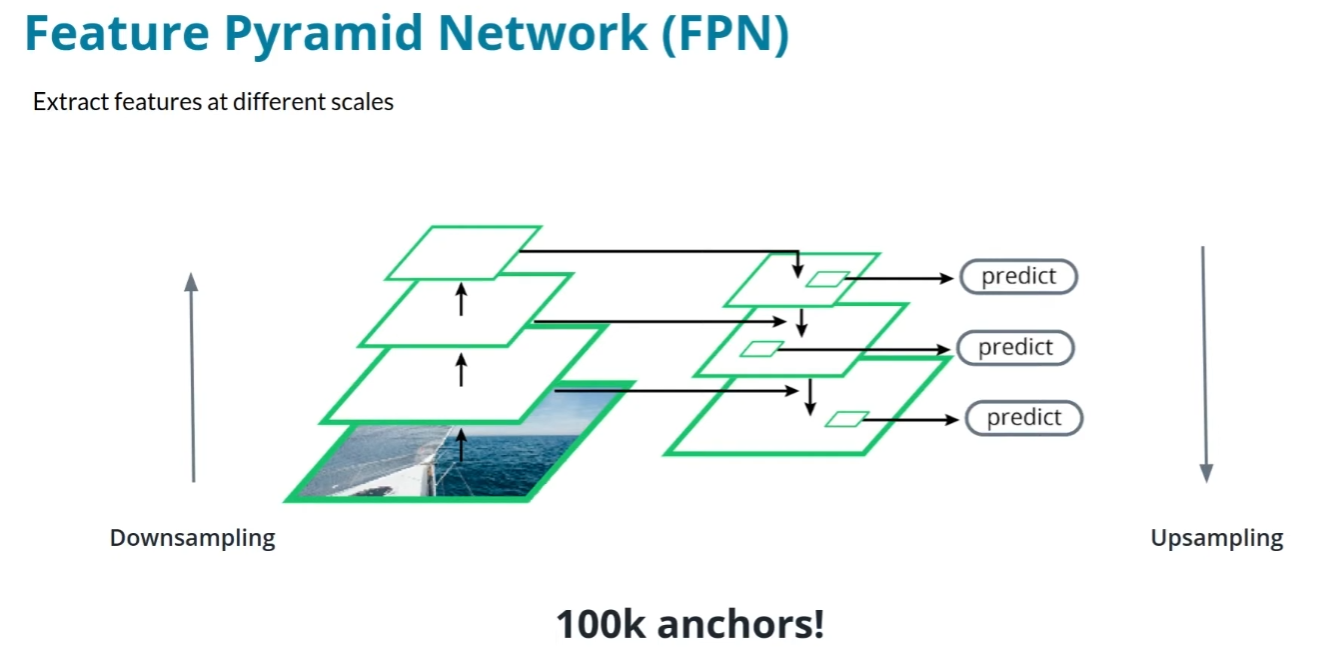 Feature Pyramid Network (FPN)
Extract features at different scales
predict
predict
predict
Downsampling
Upsampling
100k anchors!